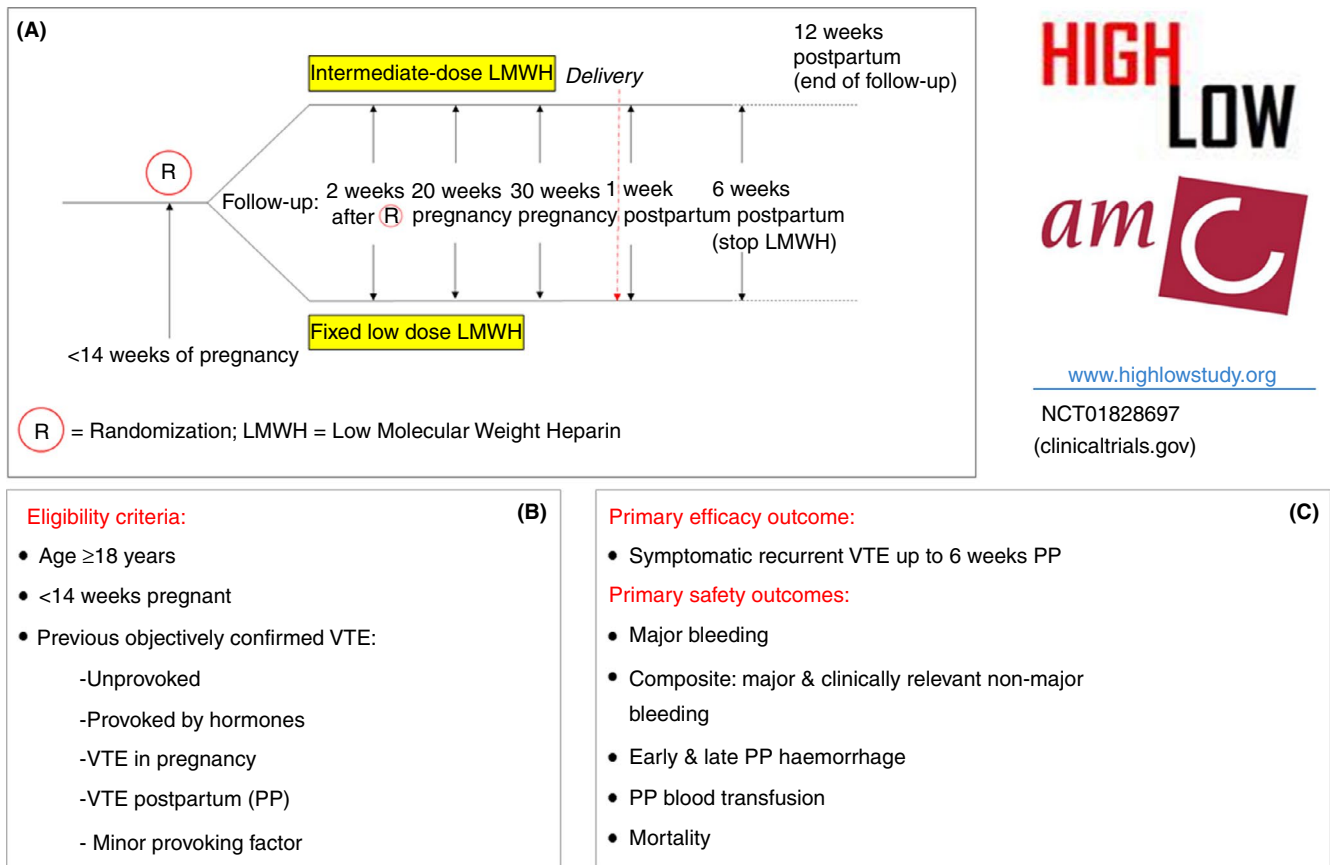 (A)
12 weeks
postpartum
(end of follow-up)
Intermediate-dose LMWH
Delivery
R
Follow-up:
2 weeks
after R
20 weeks
pregnancy
30 weeks
pregnancy
1 week
postpartum
6 weeks
postpartum
(stop LMWH)
Fixed low dose LMWH
<14 weeks of pregnancy
R = Randomization; LMWH = Low Molecular Weight Heparin
HIGH
LOW
amC
www.highlowstudy.org
NCT01828697
(clinicaltrials.gov)
(B)
Eligibility criteria:
• Age ≥18 years
• <14 weeks pregnant
• Previous objectively confirmed VTE:
-Unprovoked
-Provoked by hormones
-VTE in pregnancy
-VTE postpartum (PP)
- Minor provoking factor
(C)
Primary efficacy outcome:
• Symptomatic recurrent VTE up to 6 weeks PP
Primary safety outcomes:
• Major bleeding
• Composite: major & clinically relevant non-major
bleeding
• Early & late PP haemorrhage
• PP blood transfusion
• Mortality